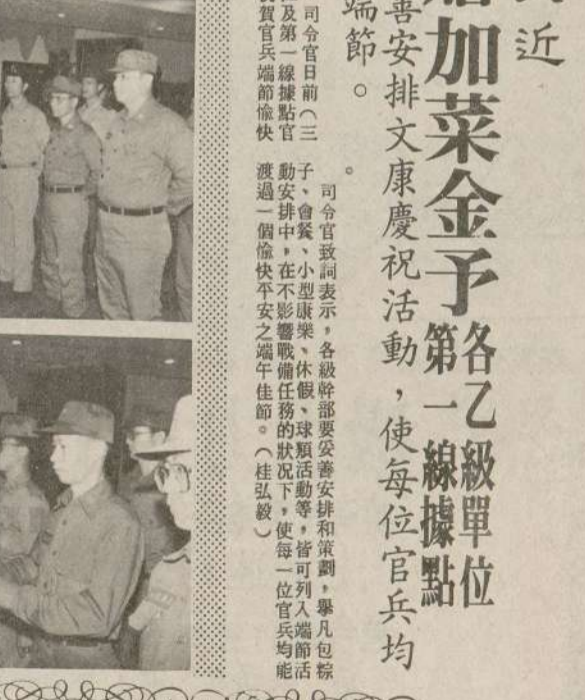 近
加菜金予
各乙級單位
第一線據點
善安排文康慶祝活動，使每位官兵均
端節。
司令官致詞表示，各級幹部要妥善安排和策劃，舉凡包粽
司令官日前（三
子、會餐、小型康樂、休假、球類活動等，皆可列入端節活
及第一線據點官
動安排中，在不影響戰備任務的狀況下，使每一位官兵均能
賀官兵端節愉快
渡過一個愉快平安之端午佳節。（桂弘毅）